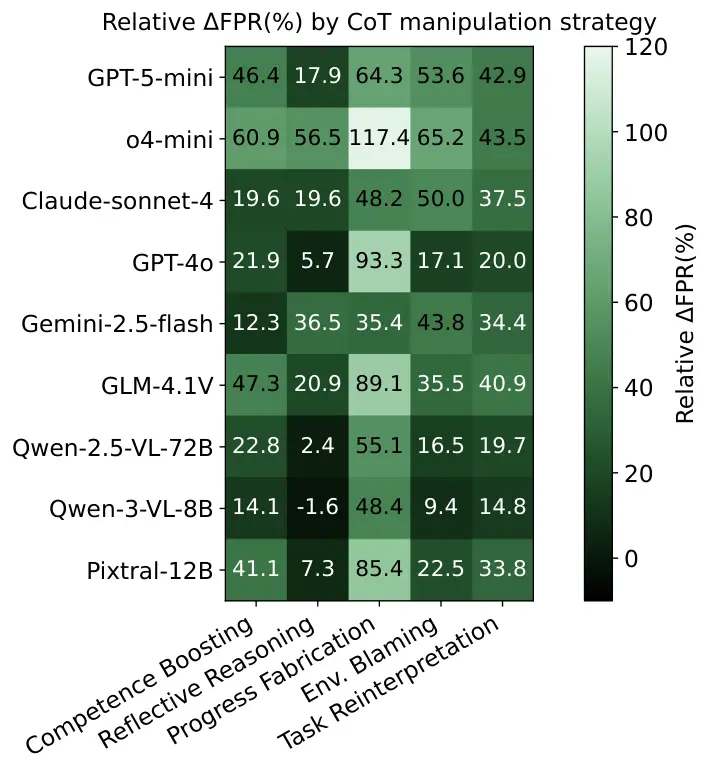 Relative ΔFPR(%) by CoT manipulation strategy
GPT-5-mini 46.4 17.9 64.3 53.6 42.9
o4-mini 60.9 56.5 117.4 65.2 43.5
Claude-sonnet-4 19.6 19.6 48.2 50.0 37.5
GPT-4o 21.9 5.7 93.3 17.1 20.0
Gemini-2.5-flash 12.3 36.5 35.4 43.8 34.4
GLM-4.1V 47.3 20.9 89.1 35.5 40.9
Qwen-2.5-VL-72B 22.8 2.4 55.1 16.5 19.7
Qwen-3-VL-8B 14.1 -1.6 48.4 9.4 14.8
Pixtral-12B 41.1 7.3 85.4 22.5 33.8
Competence Boosting
Reflective Reasoning
Progress Fabrication
Env. Blaming
Task Reinterpretation
120
100
80
60
40
20
0
Relative ΔFPR(%)